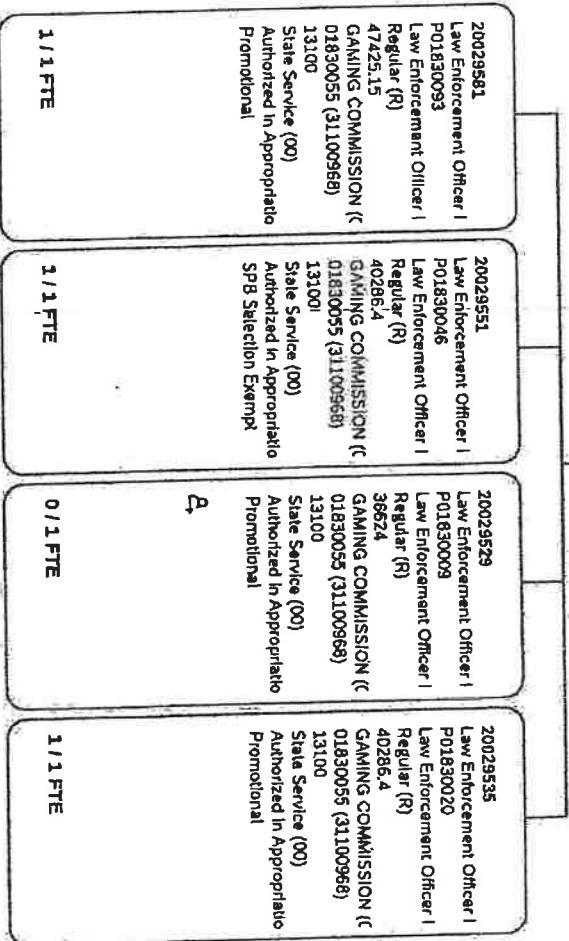 20029581
Law Enforcement Officer I
P01830093
Law Enforcement Officer I
Regular (R)
47425.15
GAMING COMMISSION (C
01830055 (31100968)
13100
State Service (00)
Authorized in Appropriatio
Promotional
1 / 1 FTE
20029551
Law Enforcement Officer I
P01830046
Law Enforcement Officer I
Regular (R)
40286.4
GAMING COMMISSION (C
01830055 (31100968)
13100
State Service (00)
Authorized in Appropriatio
SPB Selection Exempt
1 / 1 FTE
20029529
Law Enforcement Officer I
P01830009
Law Enforcement Officer I
Regular (R)
36624
GAMING COMMISSION (C
01830055 (31100968)
13100
State Service (00)
Authorized in Appropriatio
Promotional
0 / 1 FTE
20029535
Law Enforcement Officer I
P01830020
Law Enforcement Officer I
Regular (R)
40286.4
GAMING COMMISSION (C
01830055 (31100968)
13100
State Service (00)
Authorized in Appropriatio
Promotional
1 / 1 FTE